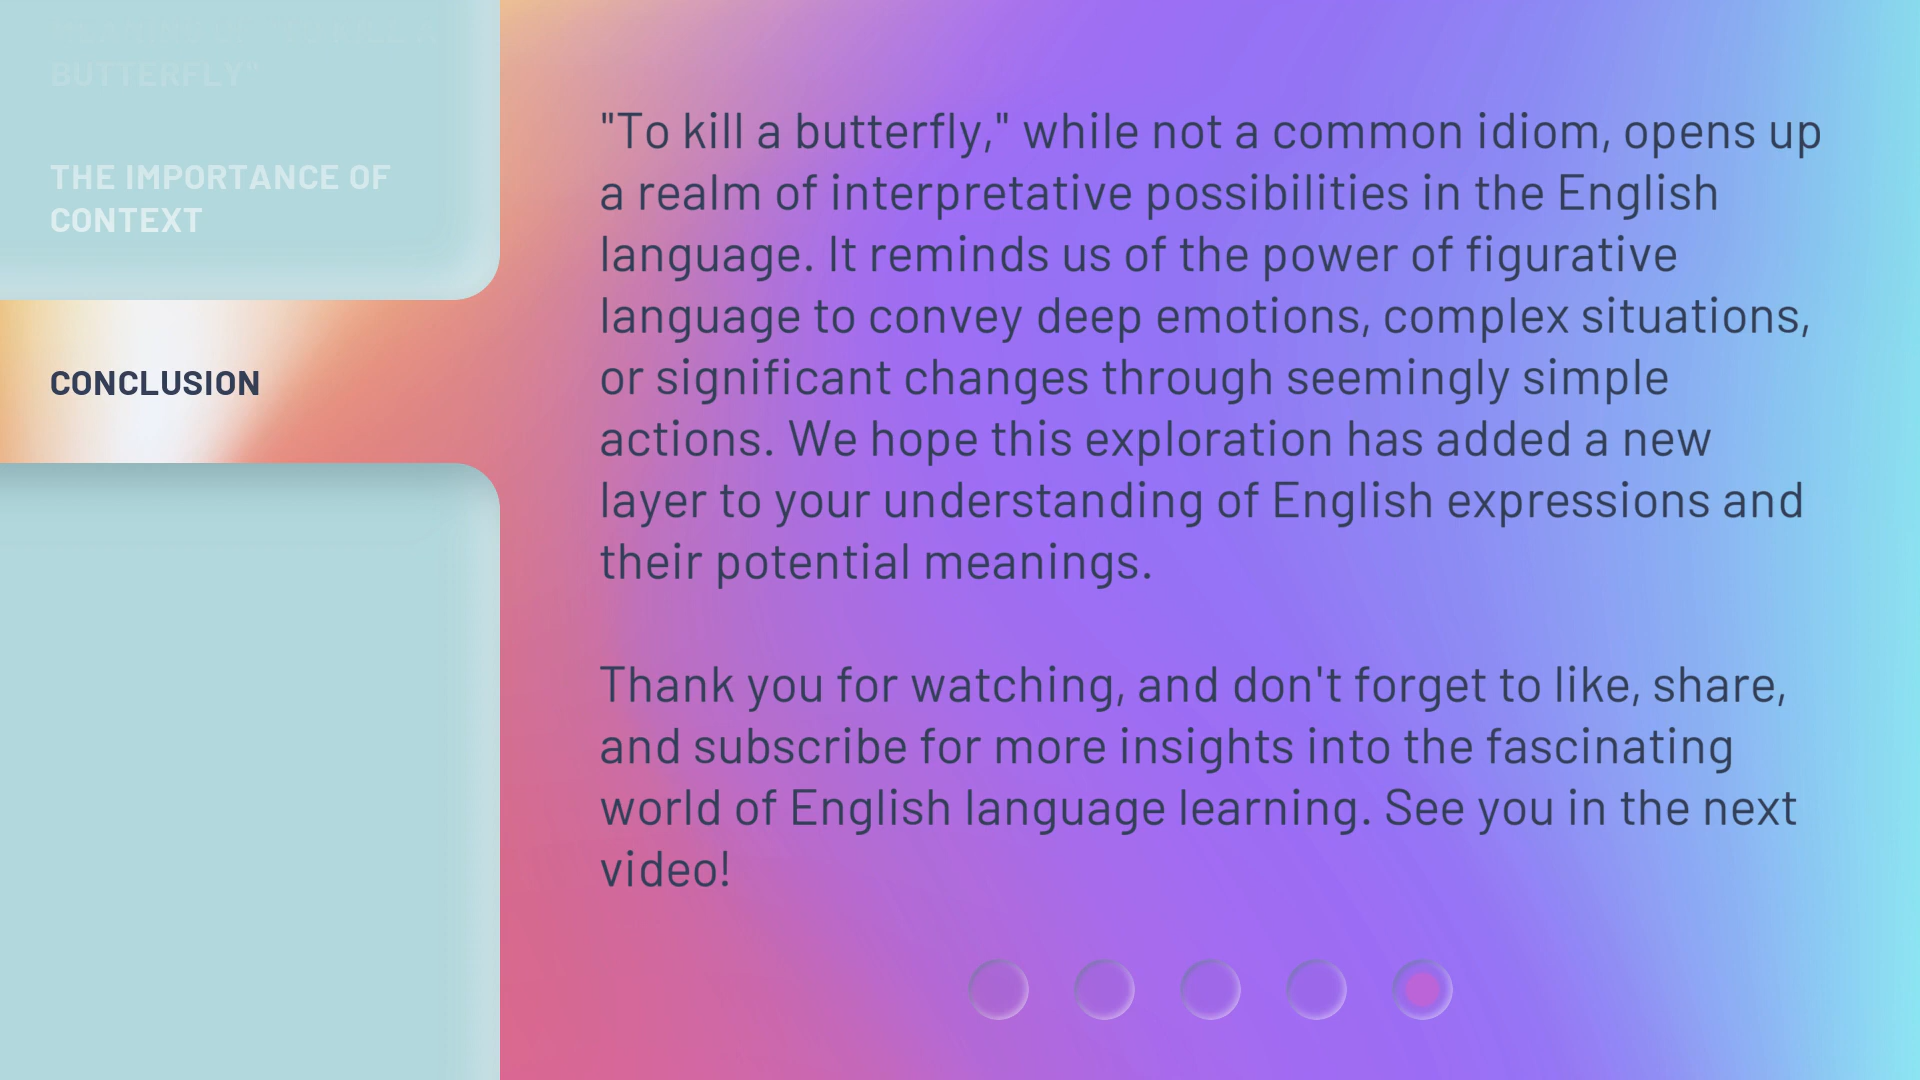 BUTTERFLY"
THE IMPORTANCE OF
CONTEXT
CONCLUSION
"To kill a butterfly," while not a common idiom, opens up
a realm of interpretative possibilities in the English
language. It reminds us of the power of figurative
language to convey deep emotions, complex situations,
or significant changes through seemingly simple
actions. We hope this exploration has added a new
layer to your understanding of English expressions and
their potential meanings.
Thank you for watching, and don't forget to like, share,
and subscribe for more insights into the fascinating
world of English language learning. See you in the next
video!